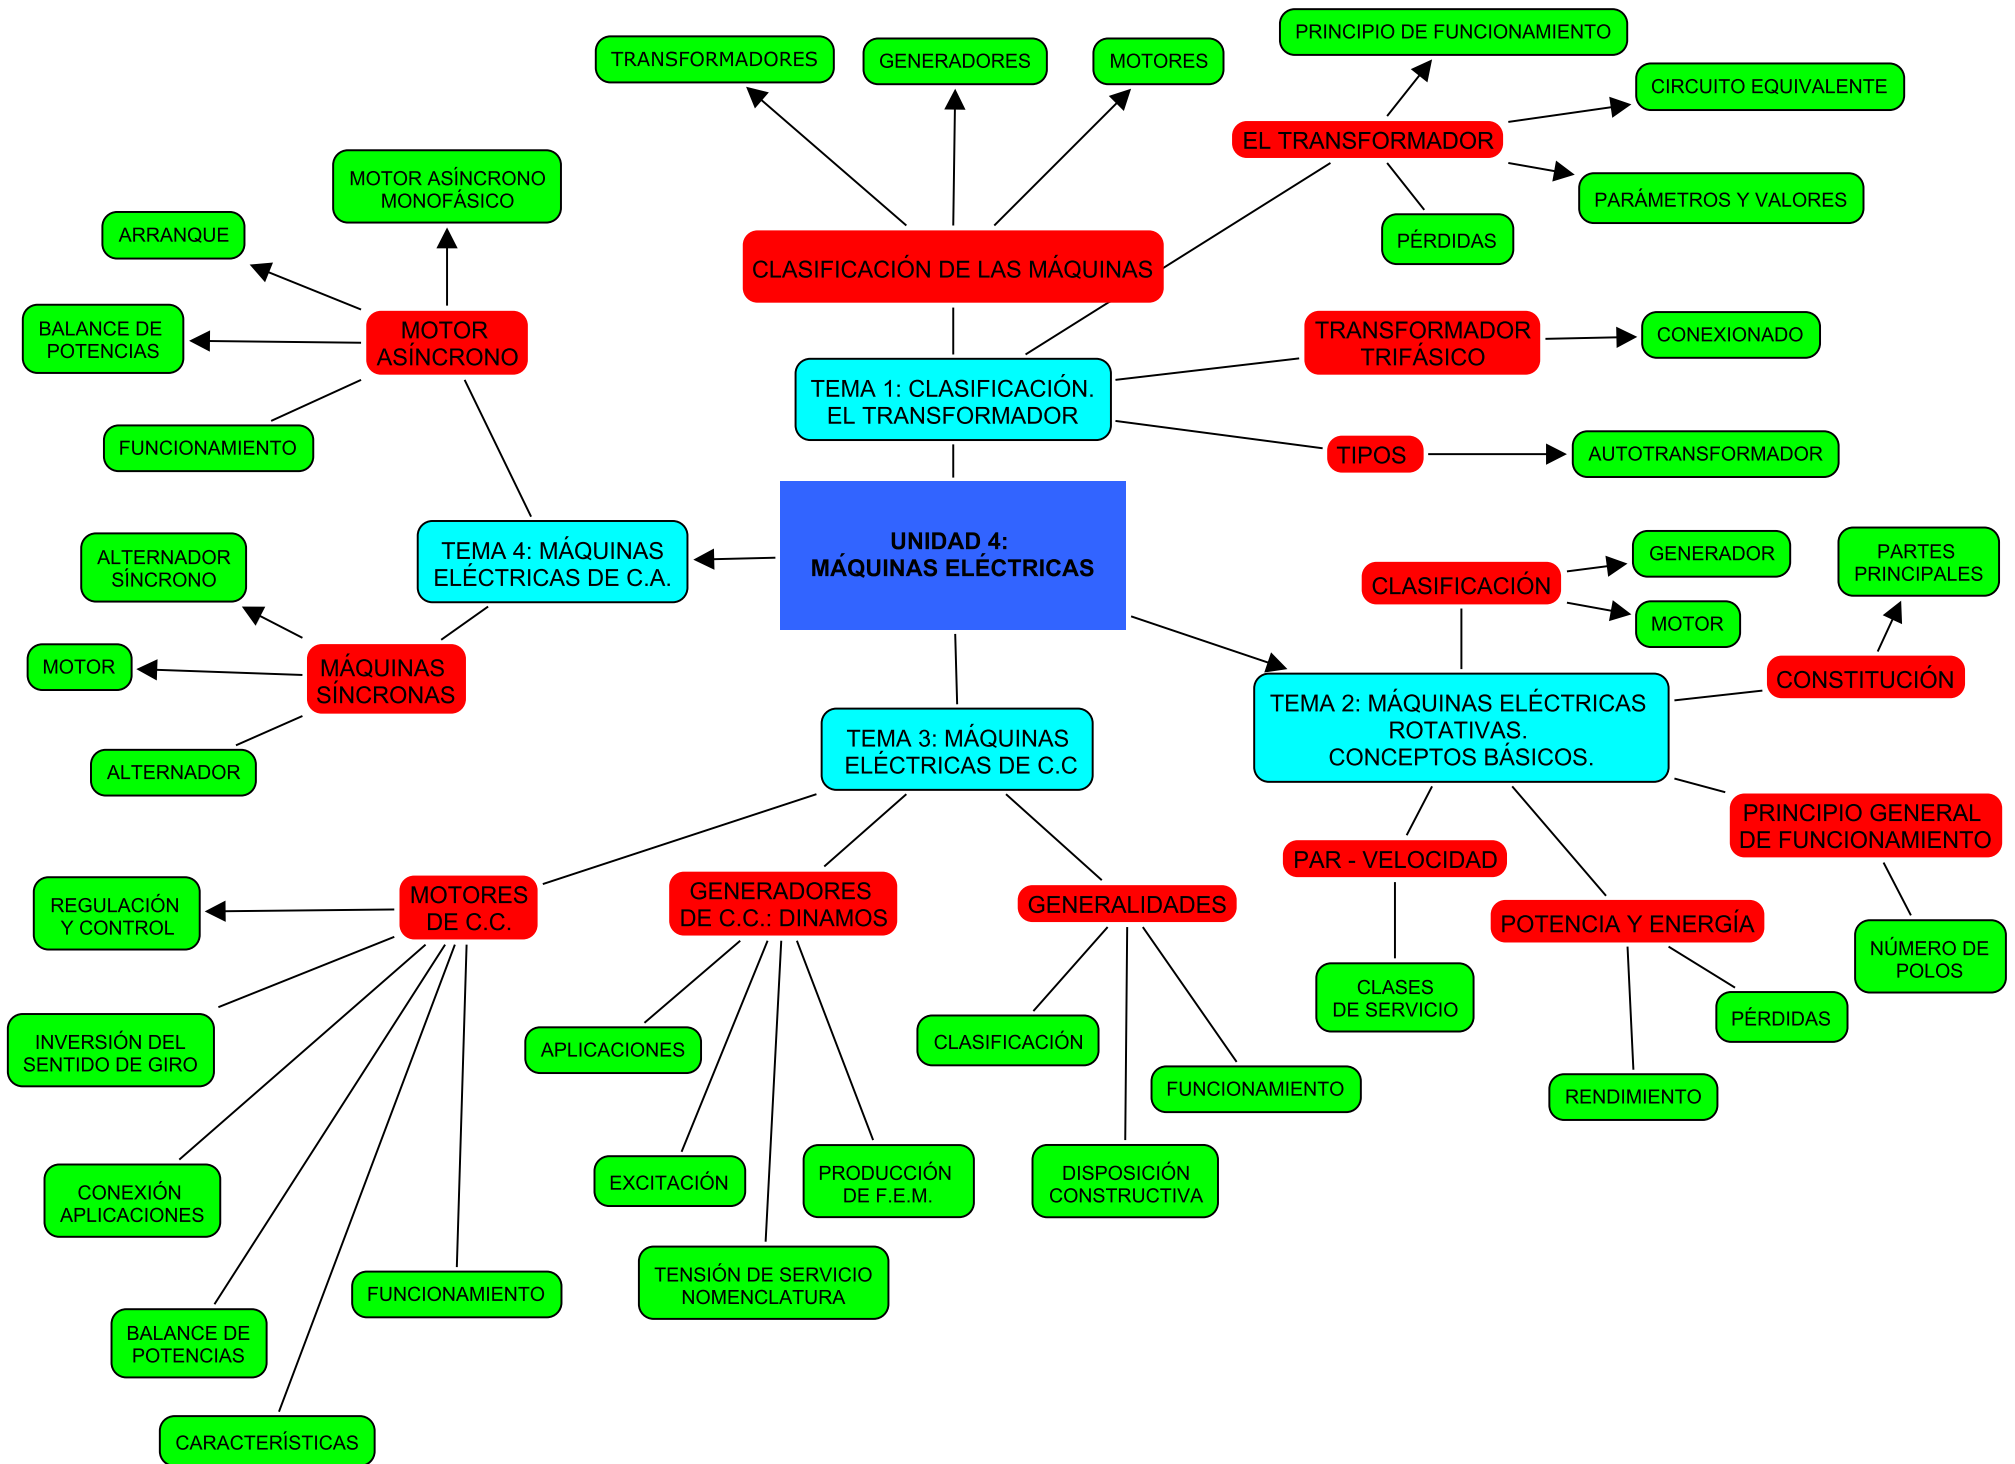 PRINCIPIO DE FUNCIONAMIENTO
TRANSFORMADORES
GENERADORES
MOTORES
CIRCUITO EQUIVALENTE
EL TRANSFORMADOR
PARÁMETROS Y VALORES
PÉRDIDAS
MOTOR ASÍNCRONO
MONOFÁSICO
ARRANQUE
CLASIFICACIÓN DE LAS MÁQUINAS
BALANCE DE
POTENCIAS
MOTOR
ASÍNCRONO
TRANSFORMADOR
TRIFÁSICO
CONEXIONADO
TEMA 1: CLASIFICACIÓN.
EL TRANSFORMADOR
FUNCIONAMIENTO
TIPOS
AUTOTRANSFORMADOR
UNIDAD 4:
MÁQUINAS ELÉCTRICAS
TEMA 4: MÁQUINAS
ELÉCTRICAS DE C.A.
ALTERNADOR
SÍNCRONO
MOTOR
MÁQUINAS
SÍNCRONAS
ALTERNADOR
CLASIFICACIÓN
GENERADOR
MOTOR
PARTES
PRINCIPALES
CONSTITUCIÓN
TEMA 2: MÁQUINAS ELÉCTRICAS
ROTATIVAS.
CONCEPTOS BÁSICOS.
TEMA 3: MÁQUINAS
ELÉCTRICAS DE C.C
PRINCIPIO GENERAL
DE FUNCIONAMIENTO
PAR - VELOCIDAD
POTENCIA Y ENERGÍA
NÚMERO DE
POLOS
CLASES
DE SERVICIO
PÉRDIDAS
RENDIMIENTO
MOTORES
DE C.C.
GENERADORES
DE C.C.: DINAMOS
GENERALIDADES
REGULACIÓN
Y CONTROL
INVERSIÓN DEL
SENTIDO DE GIRO
APLICACIONES
CLASIFICACIÓN
FUNCIONAMIENTO
CONEXIÓN
APLICACIONES
EXCITACIÓN
PRODUCCIÓN
DE F.E.M.
DISPOSICIÓN
CONSTRUCTIVA
TENSIÓN DE SERVICIO
NOMENCLATURA
FUNCIONAMIENTO
BALANCE DE
POTENCIAS
CARACTERÍSTICAS